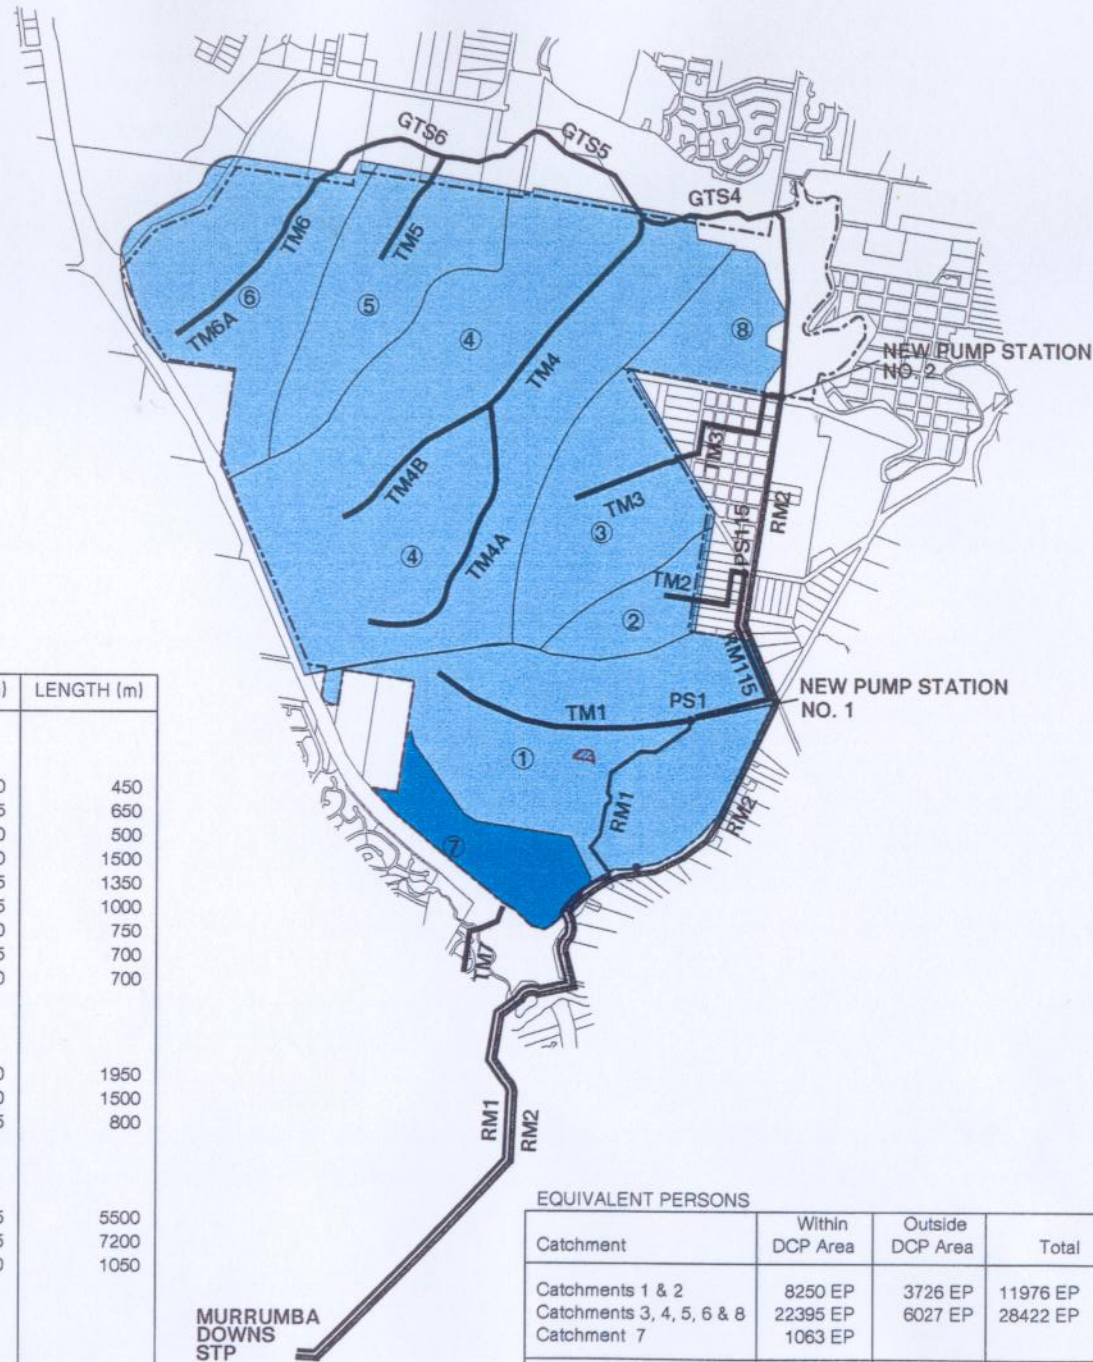 GTS6
GTS5
GTS4
TM6
TM5
TM6A
⑥
⑤
④
⑧
TM4
NEW PUMP STATION
NO. 2
TM3
TM4B
TM3
RM2
③
PS115
④
TM4A
TM2
②
RM115
NEW PUMP STATION
NO. 1
PS1
TM1
①
RM1
RM2
⑦
TM7
RM1
RM2
MURRUMBA
DOWNS
STP
LENGTH (m)
450
650
500
1500
1350
1000
750
700
700
1950
1500
800
5500
7200
1050
EQUIVALENT PERSONS
Catchment Within DCP Area Outside DCP Area Total
Catchments 1 & 2 8250 EP 3726 EP 11976 EP
Catchments 3, 4, 5, 6 & 8 22395 EP 6027 EP 28422 EP
Catchment 7 1063 EP